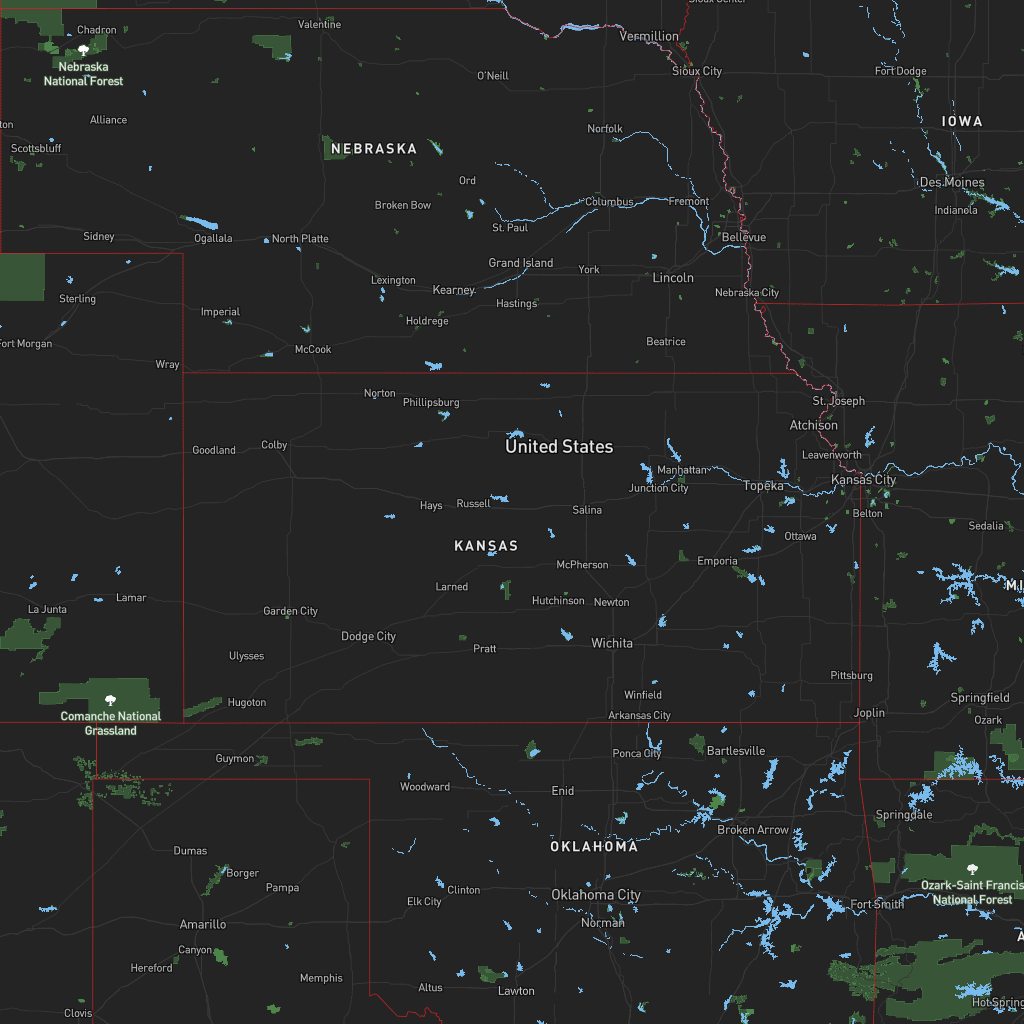 Sioux Center
Chadron
Valentine
Vermillion
Nebraska
National Forest
O'Neill
Sioux City
Fort Dodge
Alliance
IOWA
Norfolk
Scottsbluff
NEBRASKA
Ord
Des Moines
Broken Bow
Columbus
Fremont
Indianola
St. Paul
Sidney
Ogallala
North Platte
Bellevue
Grand Island
York
Lincoln
Lexington
Kearney
Sterling
Hastings
Nebraska City
Imperial
Holdrege
Fort Morgan
McCook
Beatrice
Wray
Norton
Phillipsburg
St. Joseph
Atchison
Goodland
Colby
United States
Leavenworth
Manhattan
Junction City
Topeka
Kansas City
Hays
Russell
Salina
Belton
Sedalia
KANSAS
Ottawa
McPherson
Emporia
Larned
MI
Lamar
La Junta
Garden City
Hutchinson
Newton
Dodge City
Wichita
Pratt
Ulysses
Pittsburg
Winfield
Springfield
Hugoton
Comanche National
Grassland
Arkansas City
Joplin
Ozark
Guymon
Ponca City
Bartlesville
Woodward
Enid
Springdale
Broken Arrow
OKLAHOMA
Dumas
Borger
Pampa
Clinton
Elk City
Oklahoma City
Ozark-Saint Francis
National Forest
Fort Smith
Amarillo
Norman
Canyon
Hereford
Memphis
Altus
Lawton
Hot Spring
Clovis